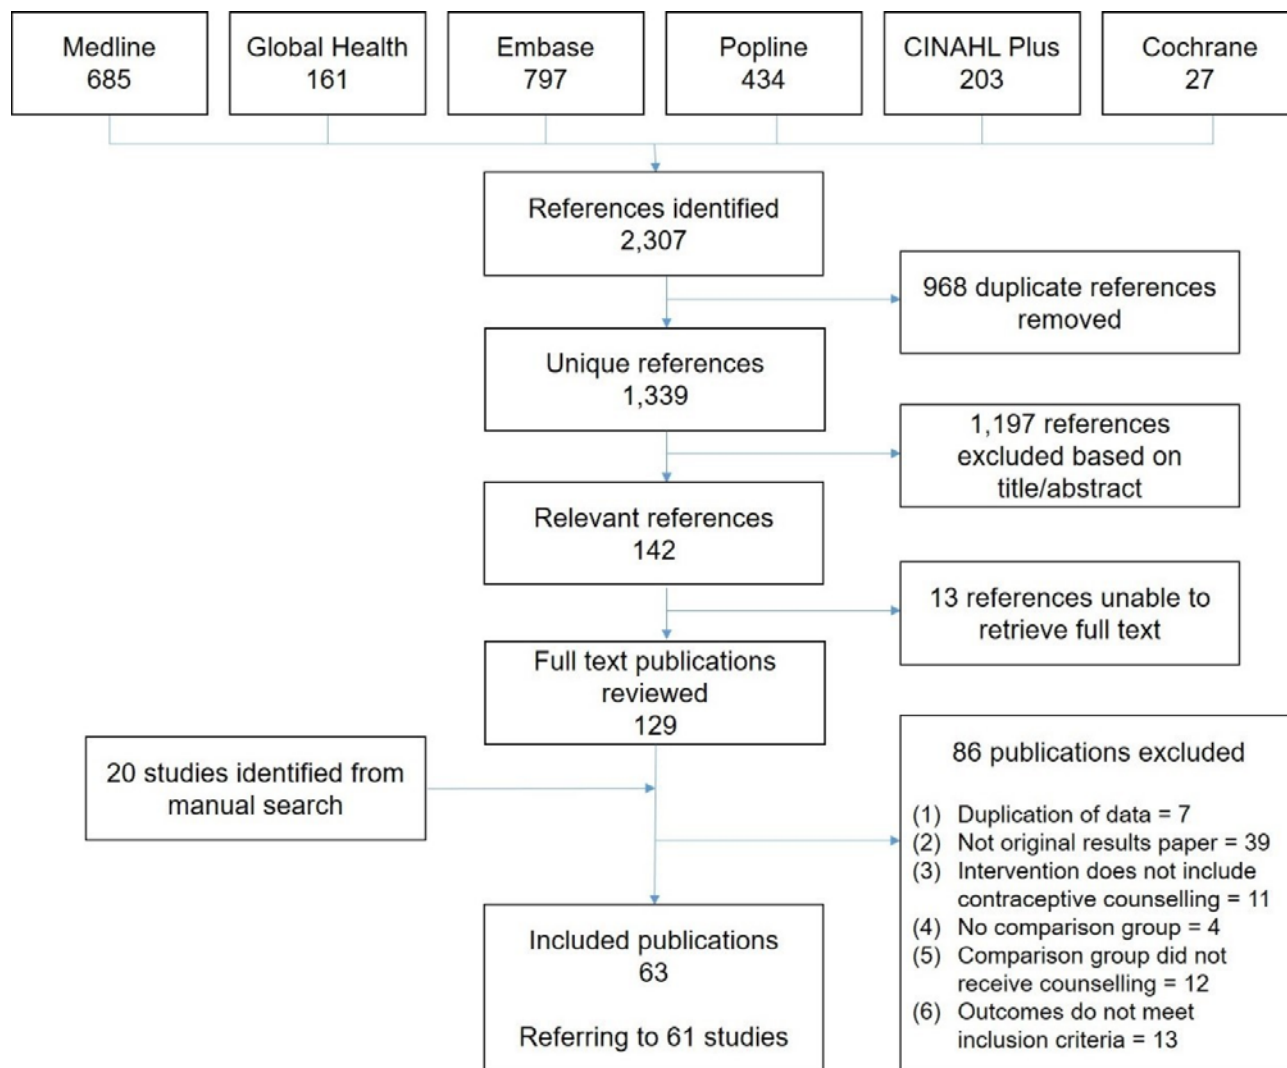 Medline
685
Global Health
161
Embase
797
Popline
434
CINAHL Plus
203
Cochrane
27
References identified
2,307
968 duplicate references
removed
Unique references
1,339
1,197 references
excluded based on
title/abstract
Relevant references
142
13 references unable to
retrieve full text
Full text publications
reviewed
129
20 studies identified from
manual search
86 publications excluded
(1) Duplication of data = 7
(2) Not original results paper = 39
(3) Intervention does not include
contraceptive counselling = 11
(4) No comparison group = 4
(5) Comparison group did not
receive counselling = 12
(6) Outcomes do not meet
inclusion criteria = 13
Included publications
63
Referring to 61 studies